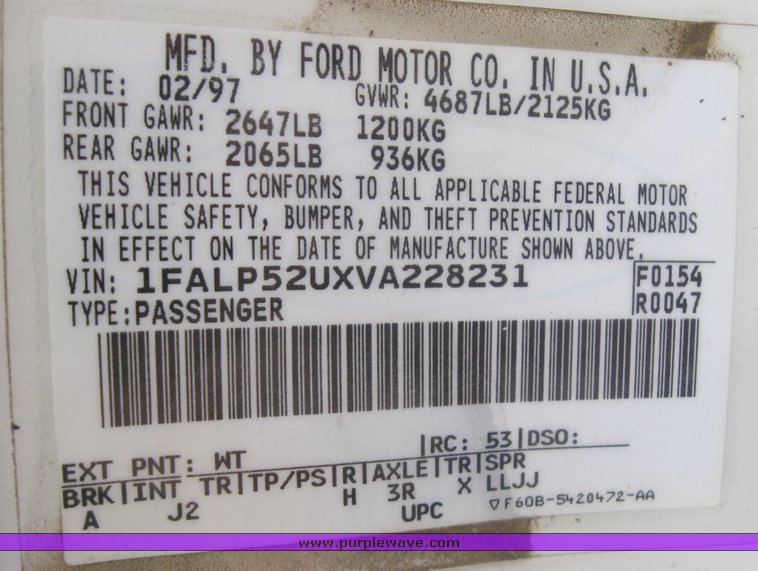 MFD. BY FORD MOTOR CO. IN U.S.A.
DATE: 02/97 GVWR: 4687LB/2125KG
FRONT GAWR: 2647LB 1200KG
REAR GAWR: 2065LB 936KG
THIS VEHICLE CONFORMS TO ALL APPLICABLE FEDERAL MOTOR
VEHICLE SAFETY, BUMPER, AND THEFT PREVENTION STANDARDS
IN EFFECT ON THE DATE OF MANUFACTURE SHOWN ABOVE.
VIN: 1FALP52UXVA228231 F0154
TYPE: PASSENGER R0047
EXT PNT: WT RC: 53 DSO:
BRK INT TR TP/PS R AXLE TR SPR
A J2 H 3R X LLJJ
UPC ▽F60B-5420472-AA
www.purplewave.com